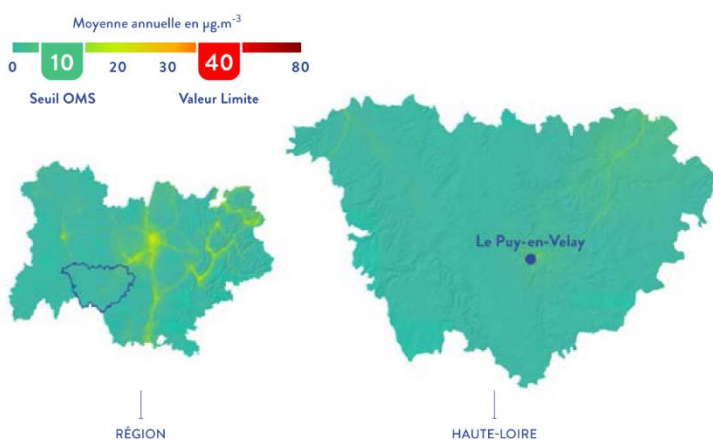 Moyenne annuelle en µg.m⁻³
0 10 20 30 40 80
Seuil OMS Valeur Limite
Le Puy-en-Velay
RÉGION HAUTE-LOIRE